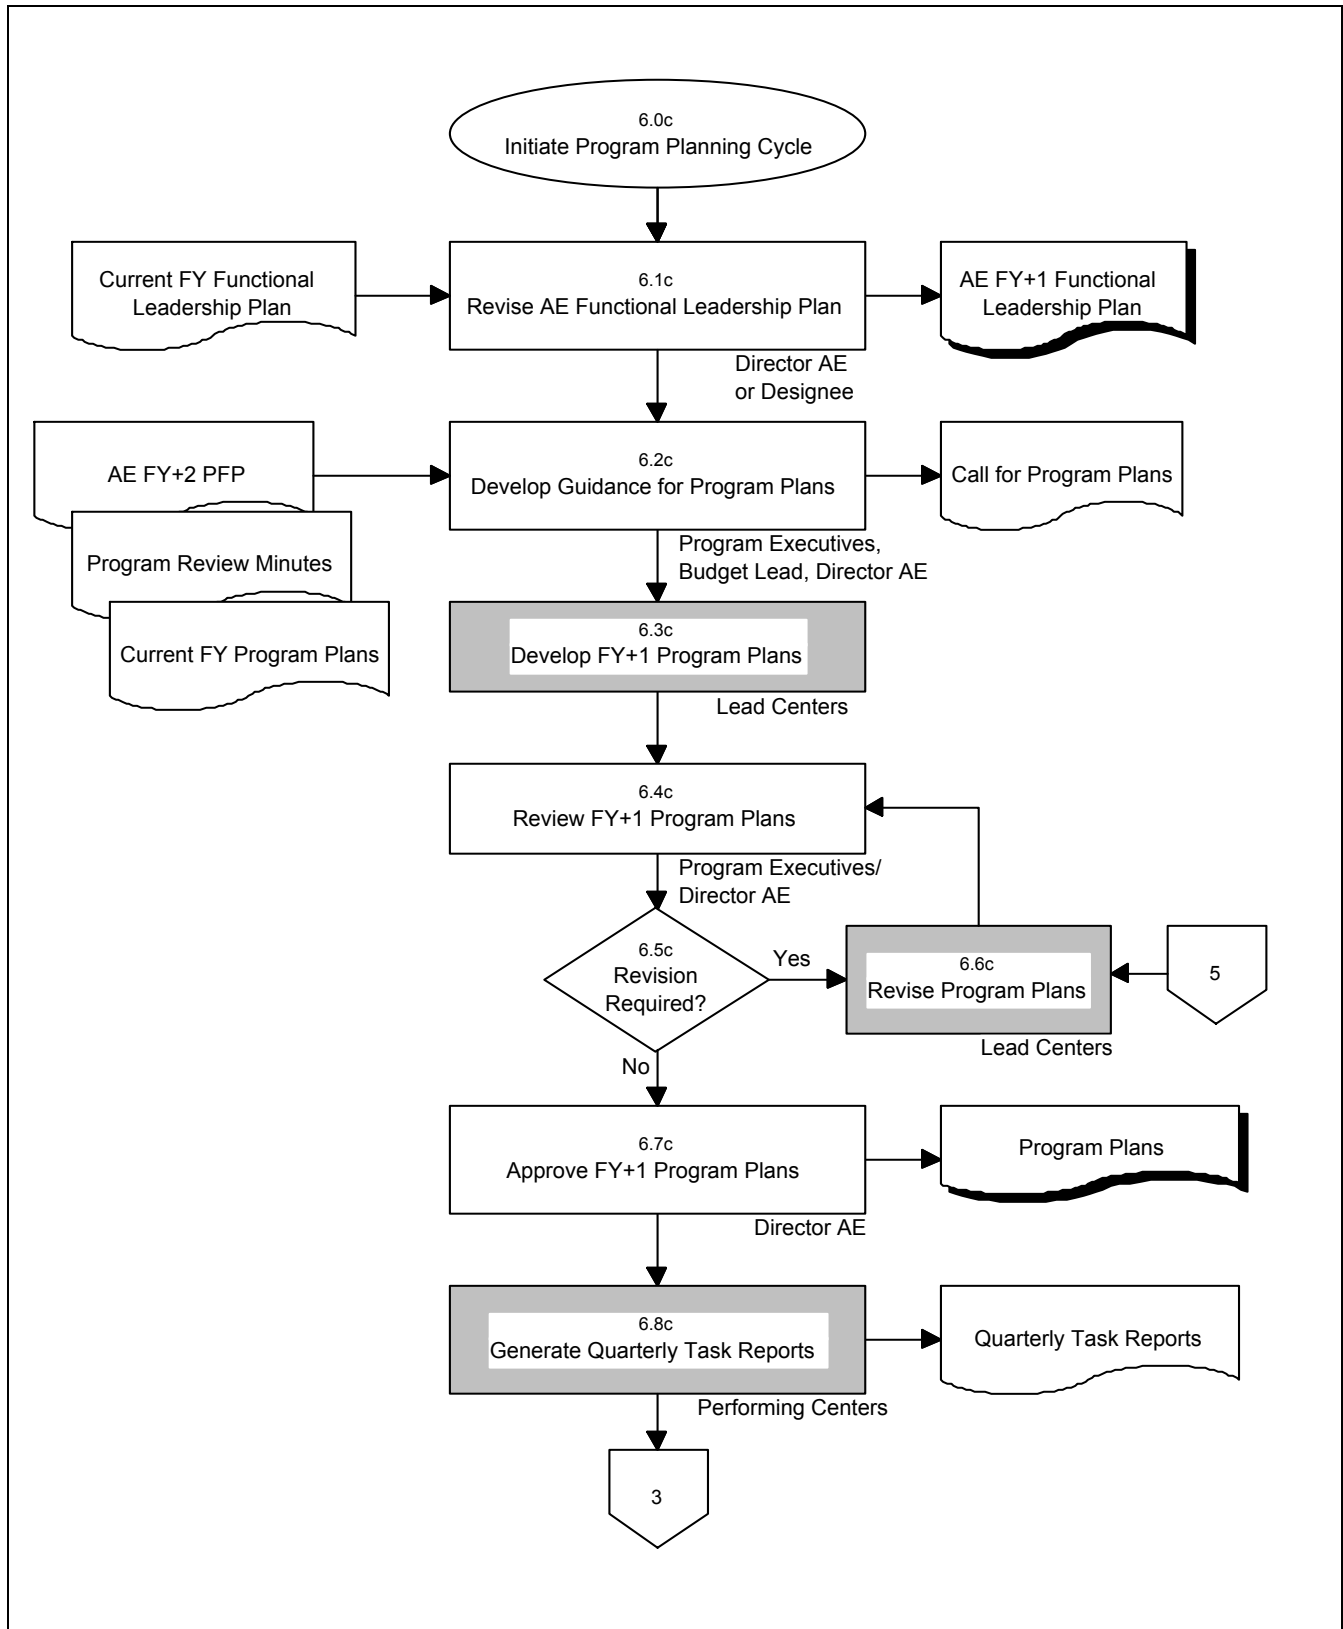 6.0c
Initiate Program Planning Cycle
Current FY Functional
Leadership Plan
6.1c
Revise AE Functional Leadership Plan
AE FY+1 Functional
Leadership Plan
Director AE
or Designee
AE FY+2 PFP
6.2c
Develop Guidance for Program Plans
Call for Program Plans
Program Review Minutes
Program Executives,
Budget Lead, Director AE
Current FY Program Plans
6.3c
Develop FY+1 Program Plans
Lead Centers
6.4c
Review FY+1 Program Plans
Program Executives/
Director AE
6.5c
Revision
Required?
Yes
6.6c
Revise Program Plans
5
Lead Centers
No
6.7c
Approve FY+1 Program Plans
Program Plans
Director AE
6.8c
Generate Quarterly Task Reports
Quarterly Task Reports
Performing Centers
3